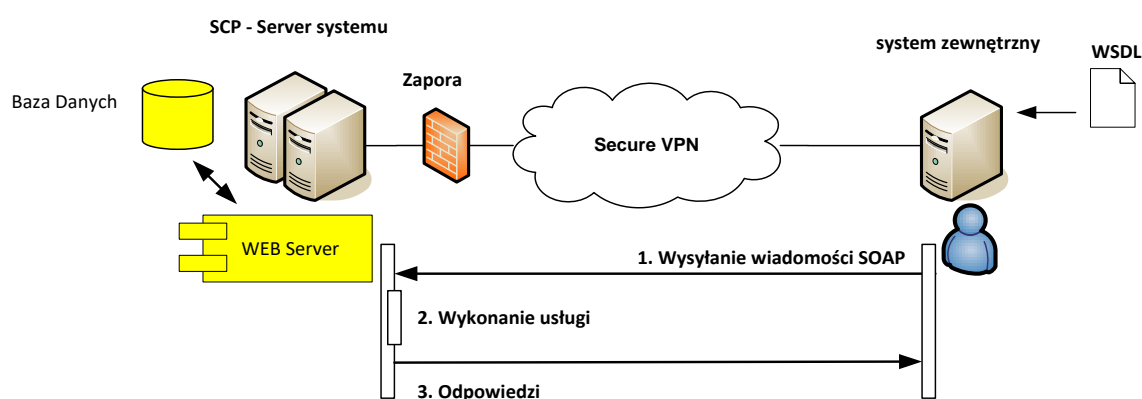 SCP - Server systemu
system zewnętrzny
WSDL
Zapora
Baza Danych
Secure VPN
WEB Server
1. Wysyłanie wiadomości SOAP
2. Wykonanie usługi
3. Odpowiedzi